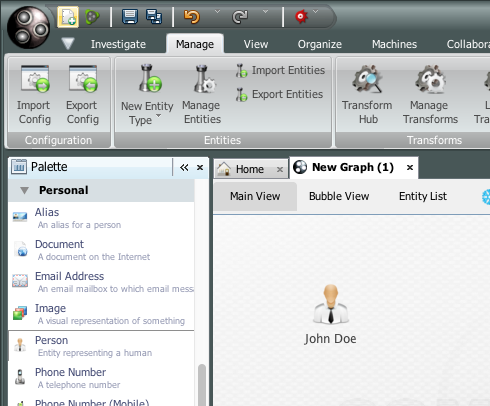 Investigate Manage View Organize Machines Collabora
Import Config
Export Config
New Entity Type
Manage Entities
Import Entities
Export Entities
Transform Hub
Manage Transforms
Configuration Entities Transforms
Palette
Home New Graph (1)
Personal
Main View Bubble View Entity List
Alias
An alias for a person
Document
A document on the Internet
Email Address
An email mailbox to which email mess
Image
A visual representation of something
Person
Entity representing a human
John Doe
Phone Number
A telephone number
Phone Number (Mobile)